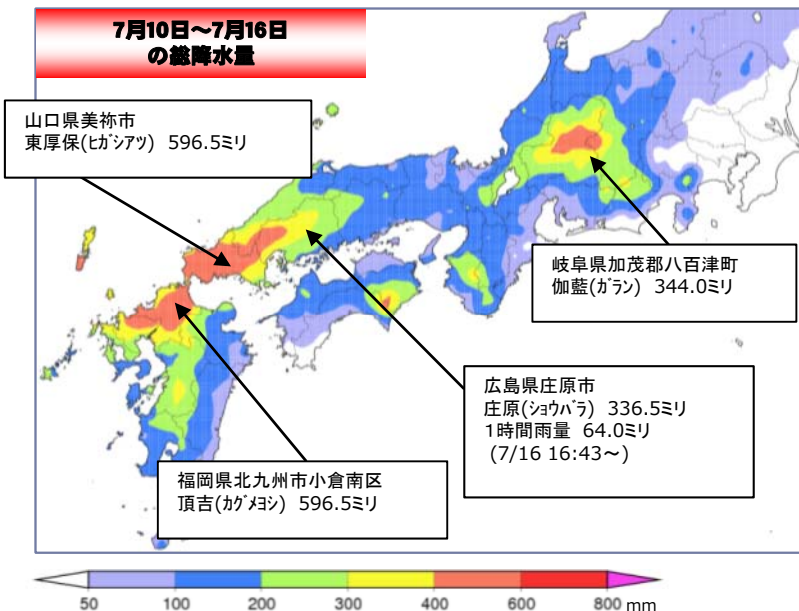 7月10日～7月16日
の総降水量
山口県美祢市
東厚保(ﾋｶﾞｼｱﾂ) 596.5ﾐﾘ
岐阜県加茂郡八百津町
伽藍(ｶﾞﾗﾝ) 344.0ﾐﾘ
広島県庄原市
庄原(ｼｮｳﾊﾞﾗ) 336.5ﾐﾘ
1時間雨量 64.0ﾐﾘ
(7/16 16:43～)
福岡県北九州市小倉南区
頂吉(ｶｸﾞﾒﾖｼ) 596.5ﾐﾘ
50 100 200 300 400 600 800 mm